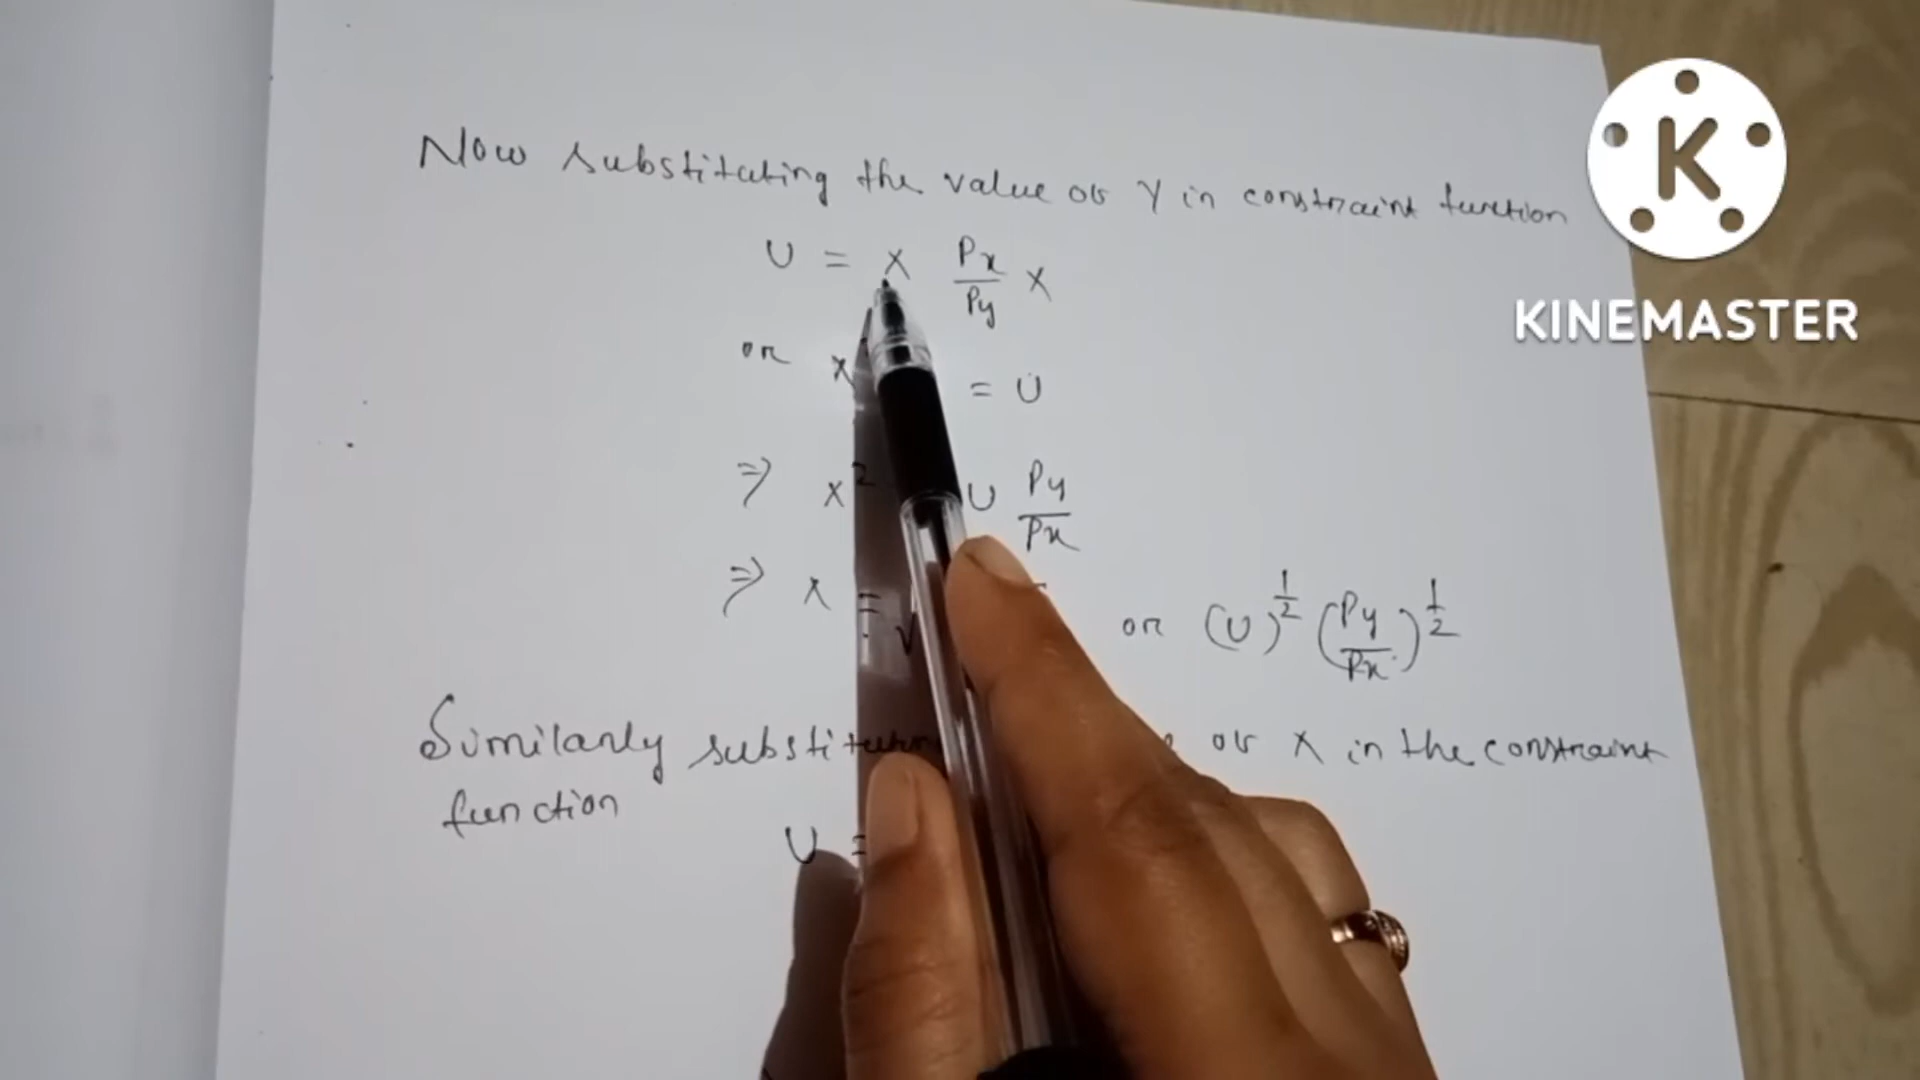 Now substituting the value of Y in constraint function
U = X Px/Py X
or X = U
⇒ X² U Py/Px
⇒ X = √ or (U)^1/2 (Py/Px)^1/2
Similarly of X in the constraint
function
U =
K
KINEMASTER